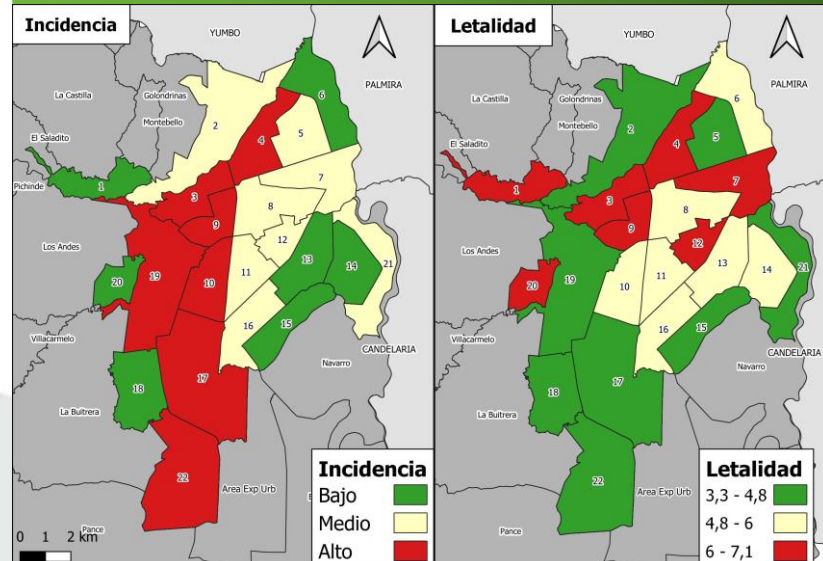 Incidencia
YUMBO
PALMIRA
La Castilla
Golondrinas
Montebello
El Saladito
Pichinde
Los Andes
Villacarmelo
La Buitrera
Pance
Navarro
CANDELARIA
Area Exp Urb
6
2
4
5
1
7
3
8
9
12
13
14
21
19
20
10
11
16
15
17
18
22
0 1 2 km
Incidencia
Bajo
Medio
Alto
Letalidad
YUMBO
PALMIRA
La Castilla
Golondrinas
Montebello
El Saladito
Pichinde
Los Andes
Villacarmelo
La Buitrera
Pance
Navarro
CANDELARIA
Area Exp Urb
6
2
4
5
1
7
3
8
9
12
13
14
21
19
20
10
11
16
15
17
18
22
Letalidad
3,3 - 4,8
4,8 - 6
6 - 7,1